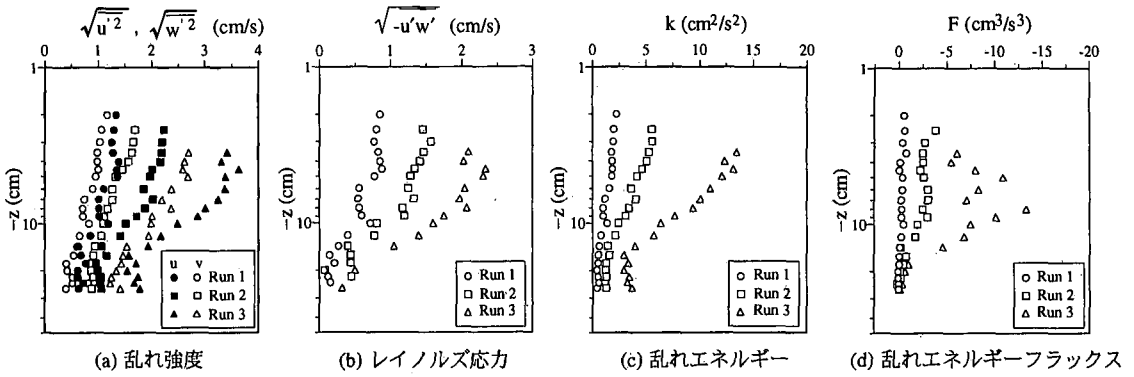 √u'² , √w'² (cm/s)
0 1 2 3 4
1
10
−z (cm)
u v
Run 1
Run 2
Run 3
(a) 乱れ強度
√-u'w' (cm/s)
0 1 2 3
1
10
−z (cm)
Run 1
Run 2
Run 3
(b) レイノルズ応力
k (cm²/s²)
0 5 10 15 20
1
10
−z (cm)
Run 1
Run 2
Run 3
(c) 乱れエネルギー
F (cm³/s³)
0 -5 -10 -15 -20
1
10
−z (cm)
Run 1
Run 2
Run 3
(d) 乱れエネルギーフラックス